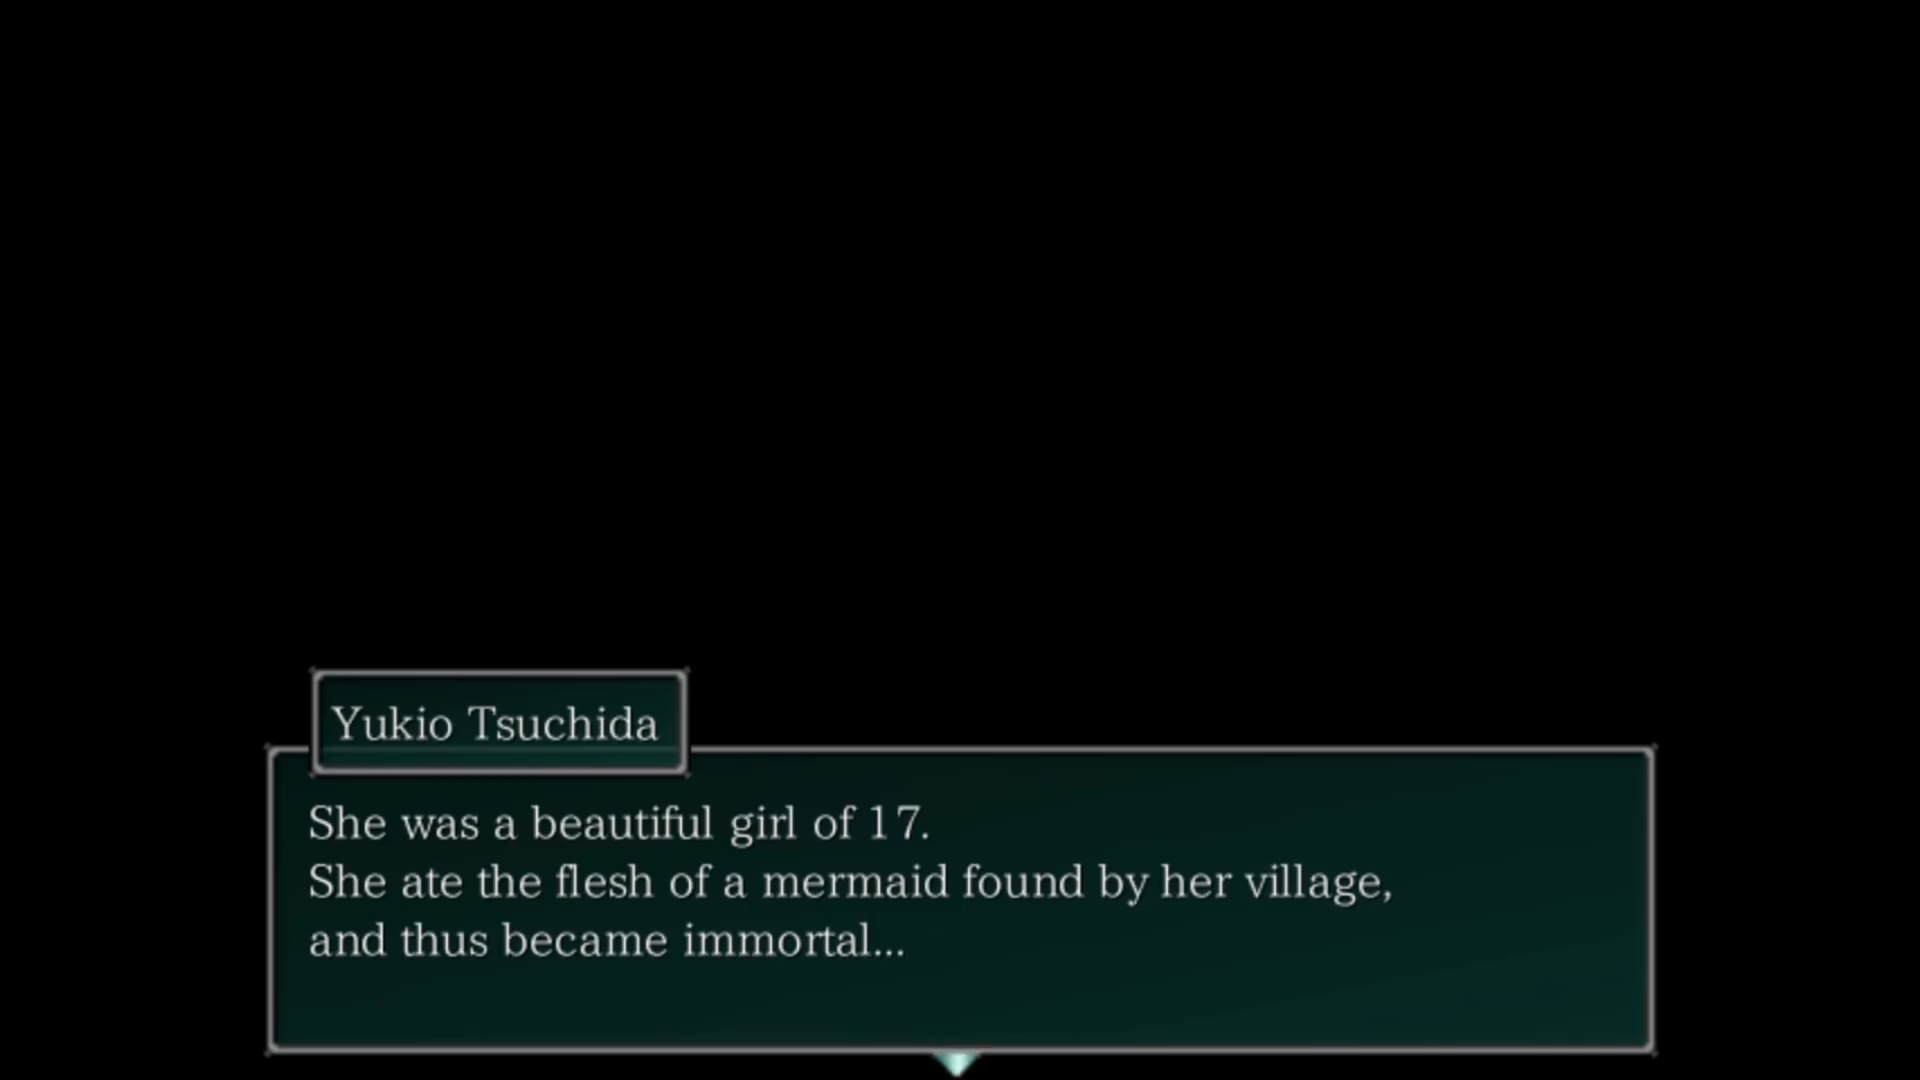 Yukio Tsuchida
She was a beautiful girl of 17.
She ate the flesh of a mermaid found by her village,
and thus became immortal...